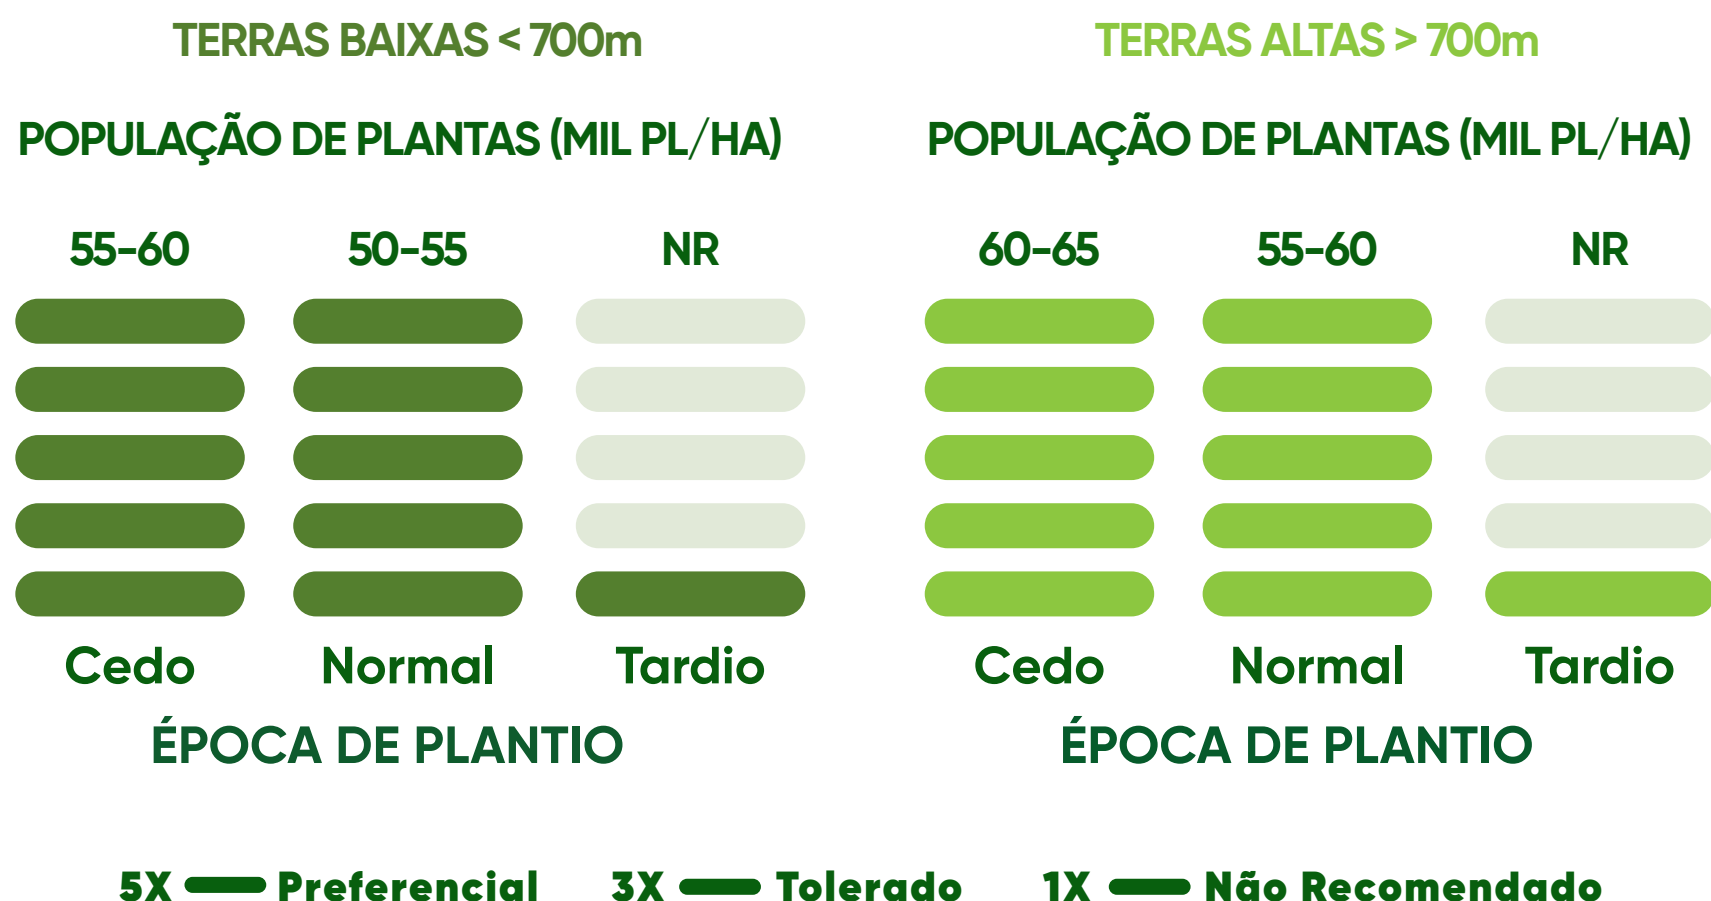 TERRAS BAIXAS < 700m
POPULAÇÃO DE PLANTAS (MIL PL/HA)
55-60 50-55 NR
Cedo Normal Tardio
ÉPOCA DE PLANTIO
TERRAS ALTAS > 700m
POPULAÇÃO DE PLANTAS (MIL PL/HA)
60-65 55-60 NR
Cedo Normal Tardio
ÉPOCA DE PLANTIO
5X Preferencial 3X Tolerado 1X Não Recomendado